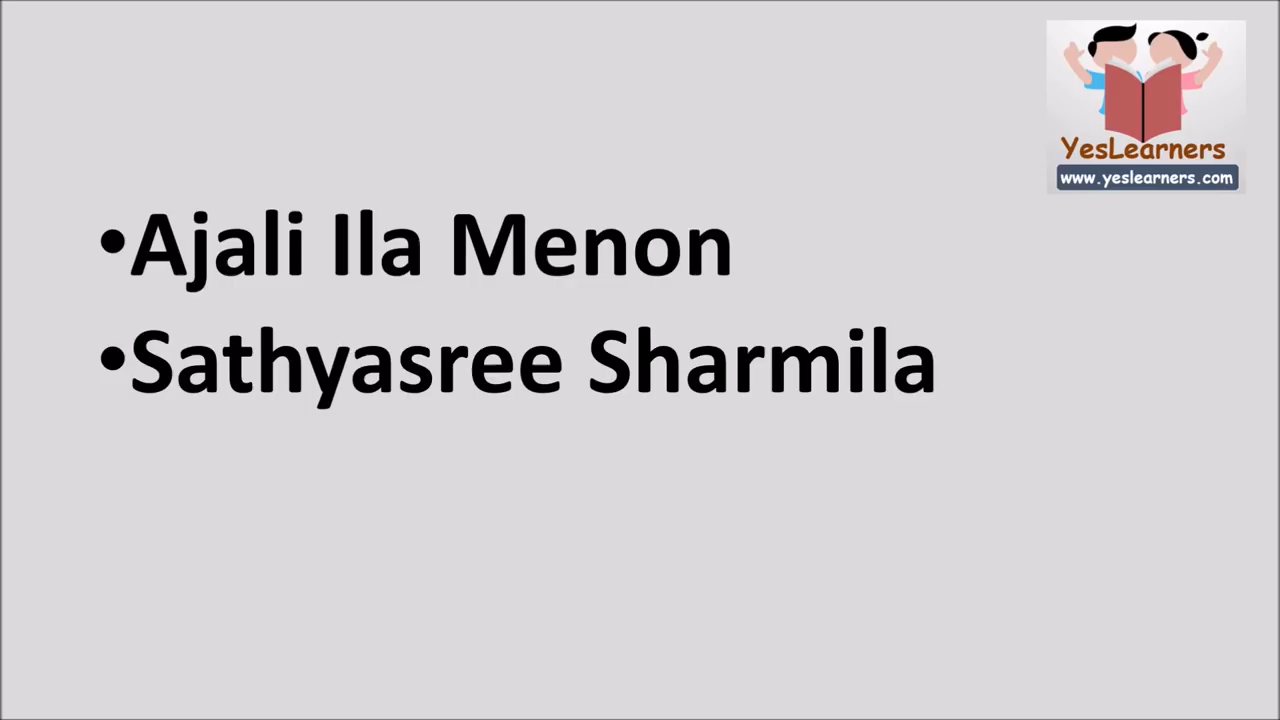 YesLearners
www.yeslearners.com
•Ajali Ila Menon
•Sathyasree Sharmila